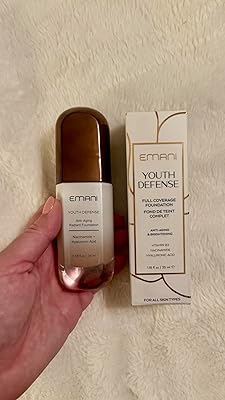 EMANI
YOUTH DEFENSE
Anti Aging
Radiant Foundation
Niacinamide +
Hyaluronic Acid
EMANI
YOUTH
DEFENSE
FULL COVERAGE
FOUNDATION
FOND DE TEINT
COMPLET
ANTI-AGING
& BRIGHTENING
VITAMIN B3
NIACINAMIDE
HYALURONIC ACID
FOR ALL SKIN TYPES